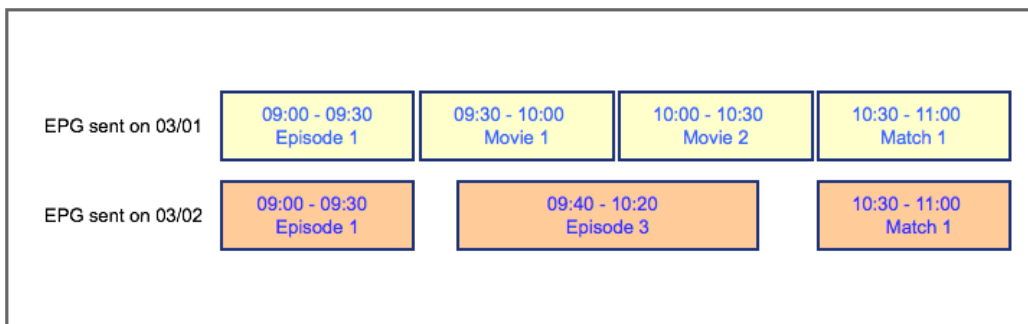 EPG sent on 03/01
09:00 - 09:30
Episode 1
09:30 - 10:00
Movie 1
10:00 - 10:30
Movie 2
10:30 - 11:00
Match 1
EPG sent on 03/02
09:00 - 09:30
Episode 1
09:40 - 10:20
Episode 3
10:30 - 11:00
Match 1